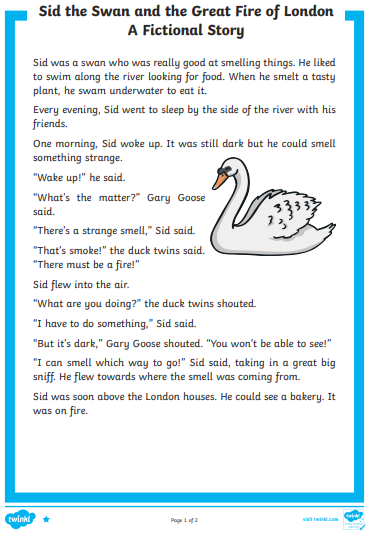 Sid the Swan and the Great Fire of London
A Fictional Story
Sid was a swan who was really good at smelling things. He liked
to swim along the river looking for food. When he smelt a tasty
plant, he swam underwater to eat it.
Every evening, Sid went to sleep by the side of the river with his
friends.
One morning, Sid woke up. It was still dark but he could smell
something strange.
“Wake up!” he said.
“What’s the matter?” Gary Goose
said.
“There’s a strange smell,” Sid said.
“That’s smoke!” the duck twins said.
“There must be a fire!”
Sid flew into the air.
“What are you doing?” the duck twins shouted.
“I have to do something,” Sid said.
“But it’s dark,” Gary Goose shouted. “You won’t be able to see!”
“I can smell which way to go!” Sid said, taking in a great big
sniff. He flew towards where the smell was coming from.
Sid was soon above the London houses. He could see a bakery. It
was on fire.
twinkl
Page 1 of 2
visit twinkl.com
twinkl